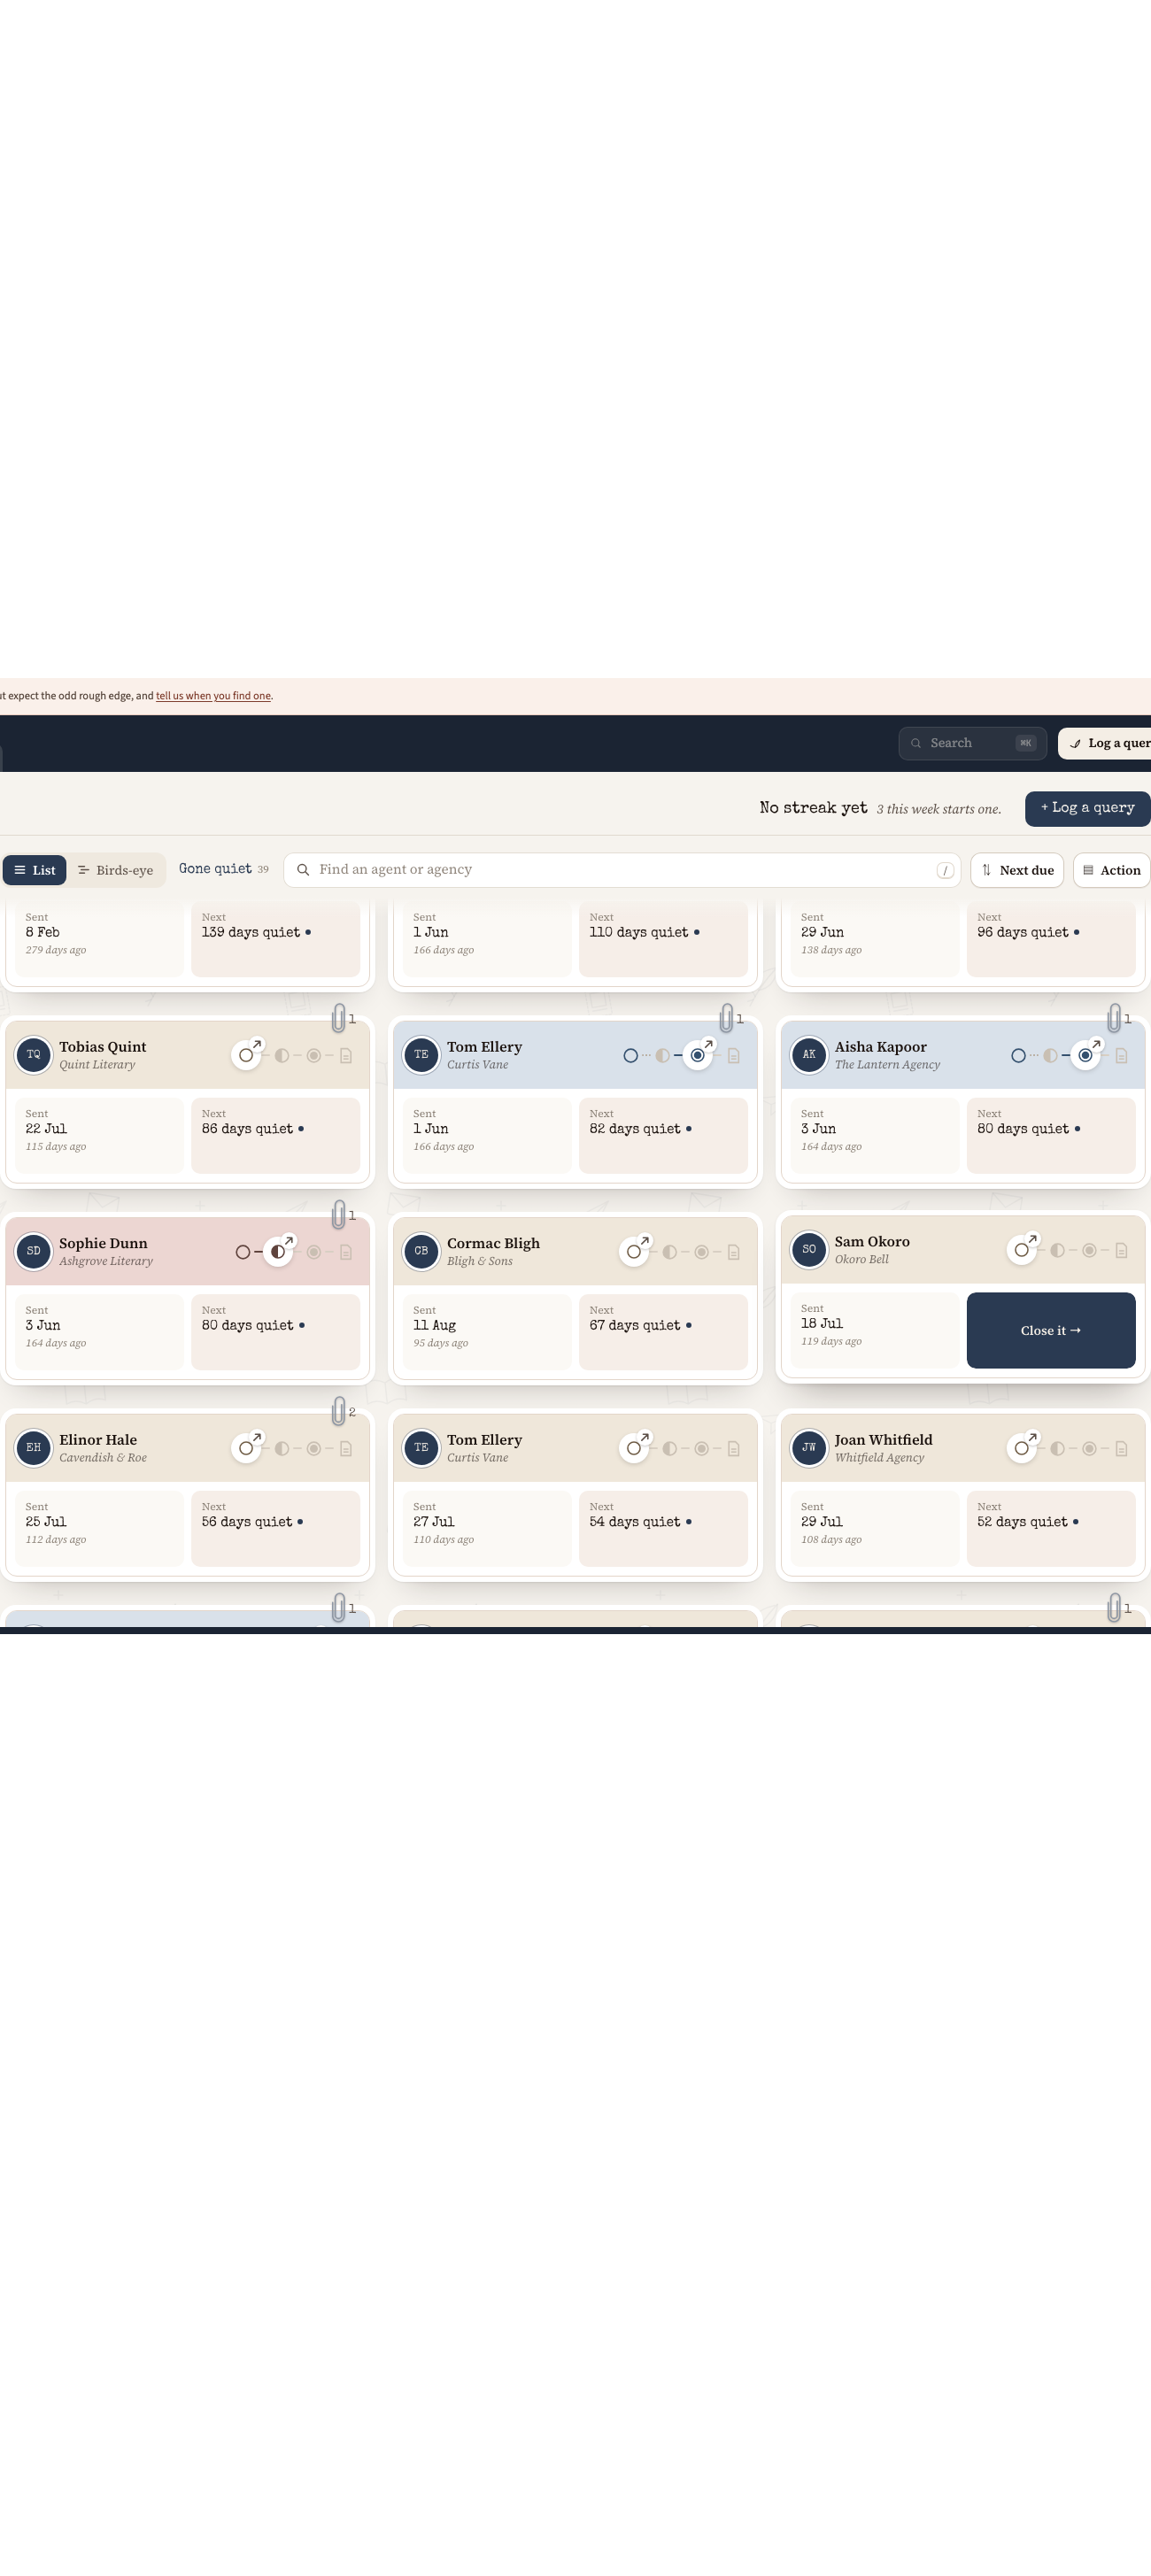 ut expect the odd rough edge, and tell us when you find one.
Search ⌘K Log a quer
No streak yet 3 this week starts one. + Log a query
List Birds-eye Gone quiet 39 Find an agent or agency / Next due Action
Sent Next Sent Next Sent Next
8 Feb 139 days quiet 1 Jun 110 days quiet 29 Jun 96 days quiet
279 days ago 166 days ago 138 days ago
1 1 1
TQ Tobias Quint TE Tom Ellery AK Aisha Kapoor
Quint Literary Curtis Vane The Lantern Agency
Sent Next Sent Next Sent Next
22 Jul 86 days quiet 1 Jun 82 days quiet 3 Jun 80 days quiet
115 days ago 166 days ago 164 days ago
1
SD Sophie Dunn CB Cormac Bligh SO Sam Okoro
Ashgrove Literary Bligh & Sons Okoro Bell
Sent Next Sent Next Sent
3 Jun 80 days quiet 11 Aug 67 days quiet 18 Jul Close it →
164 days ago 95 days ago 119 days ago
2
EH Elinor Hale TE Tom Ellery JW Joan Whitfield
Cavendish & Roe Curtis Vane Whitfield Agency
Sent Next Sent Next Sent Next
25 Jul 56 days quiet 27 Jul 54 days quiet 29 Jul 52 days quiet
112 days ago 110 days ago 108 days ago
1 1